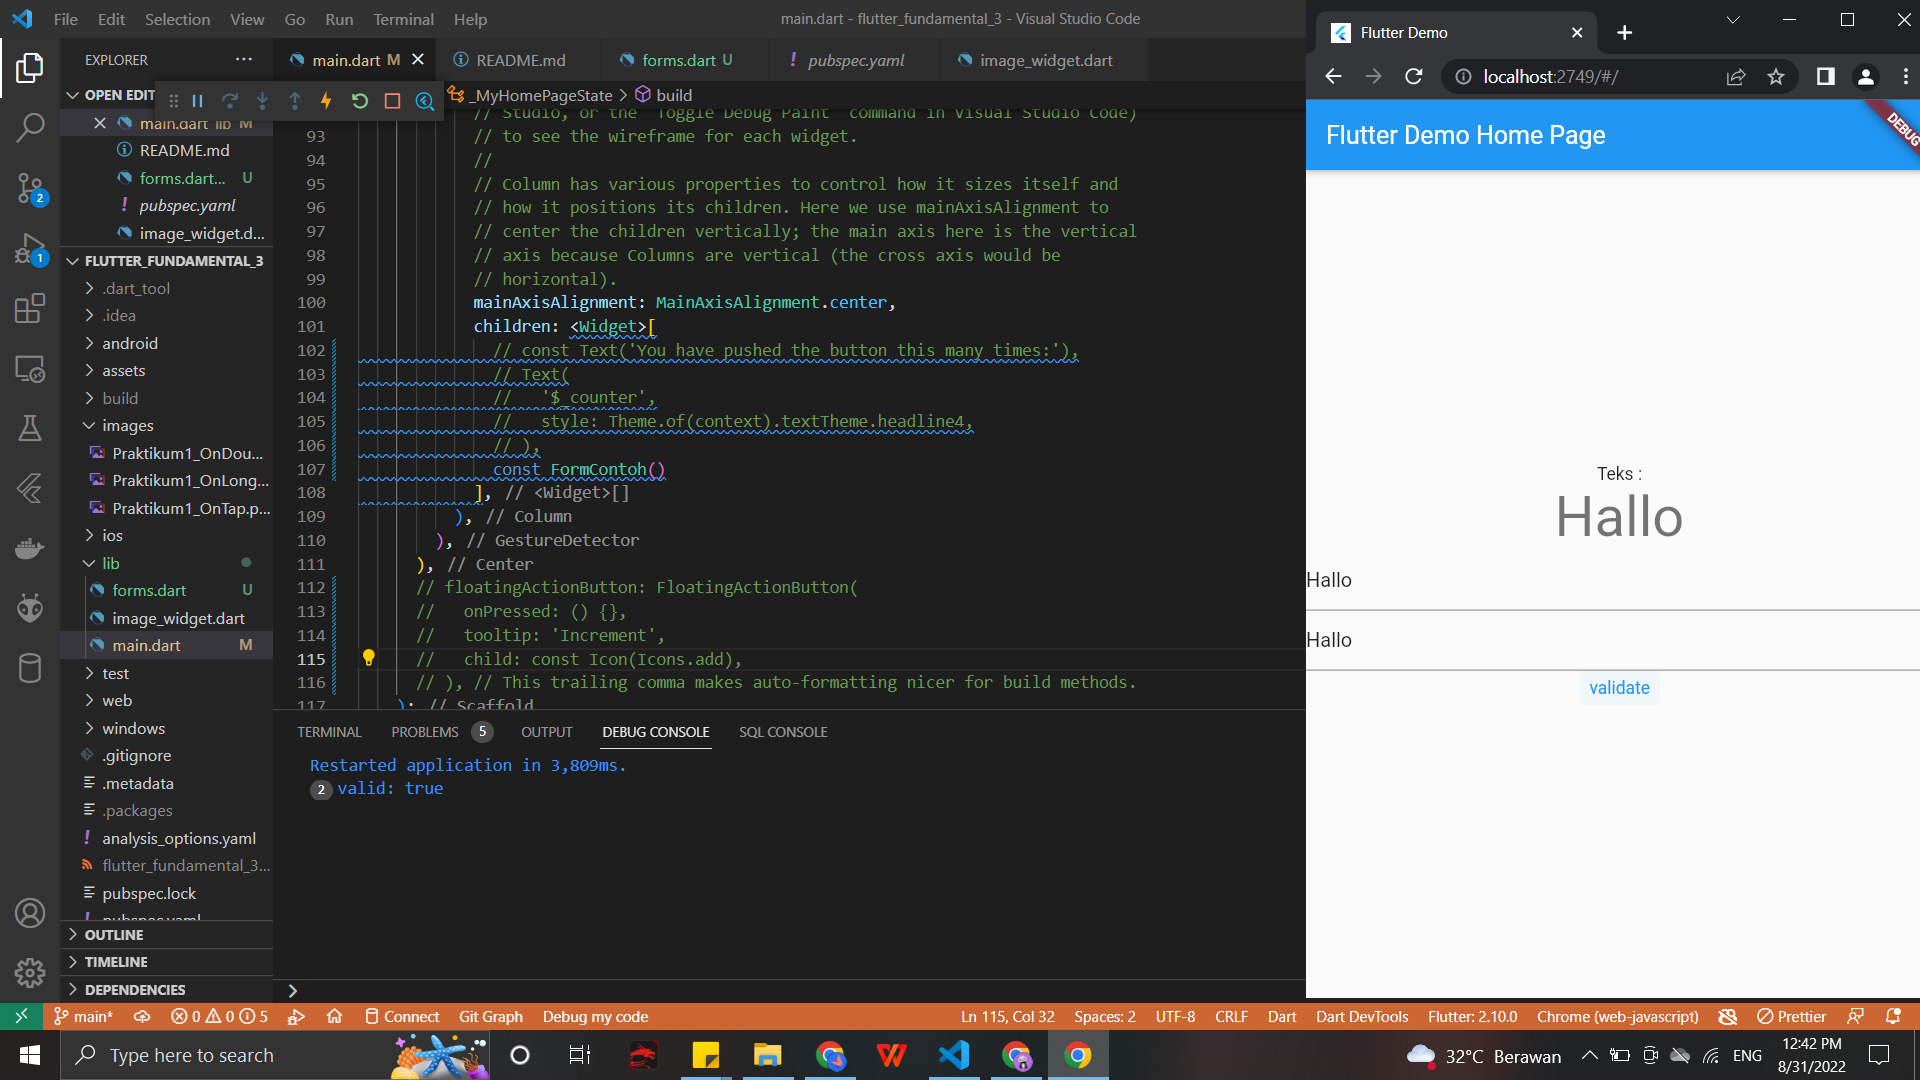 File Edit Selection View Go Run Terminal Help
main.dart - flutter_fundamental_3 - Visual Studio Code
EXPLORER
OPEN EDIT
main.dart lib M
README.md
forms.dart... U
pubspec.yaml
image_widget.d...
FLUTTER_FUNDAMENTAL_3
.dart_tool
.idea
android
assets
build
images
Praktikum1_OnDou...
Praktikum1_OnLong...
Praktikum1_OnTap.p...
ios
lib
forms.dart U
image_widget.dart
main.dart M
test
web
windows
.gitignore
.metadata
.packages
analysis_options.yaml
flutter_fundamental_3...
pubspec.lock
pubspec.yaml
OUTLINE
TIMELINE
DEPENDENCIES
2
1
main.dart M README.md forms.dart U pubspec.yaml image_widget.dart
_MyHomePageState > build
// Studio, or the "Toggle Debug Paint" command in Visual Studio Code)
93 // to see the wireframe for each widget.
94 //
95 // Column has various properties to control how it sizes itself and
96 // how it positions its children. Here we use mainAxisAlignment to
97 // center the children vertically; the main axis here is the vertical
98 // axis because Columns are vertical (the cross axis would be
99 // horizontal).
100 mainAxisAlignment: MainAxisAlignment.center,
101 children: <Widget>[
102 // const Text('You have pushed the button this many times:'),
103 // Text(
104 //   '$_counter',
105 //   style: Theme.of(context).textTheme.headline4,
106 // ),
107 const FormContoh()
108 ], // <Widget>[]
109 ), // Column
110 ), // GestureDetector
111 ), // Center
112 // floatingActionButton: FloatingActionButton(
113 //   onPressed: () {},
114 //   tooltip: 'Increment',
115 //   child: const Icon(Icons.add),
116 // ), // This trailing comma makes auto-formatting nicer for build methods.
117 ); // Scaffold
TERMINAL PROBLEMS 5 OUTPUT DEBUG CONSOLE SQL CONSOLE
Restarted application in 3,809ms.
2 valid: true
Flutter Demo
localhost:2749/#/
Flutter Demo Home Page
DEBUG
Teks :
Hallo
Hallo
Hallo
validate
main* 0 0 5 Connect Git Graph Debug my code Ln 115, Col 32 Spaces: 2 UTF-8 CRLF Dart Dart DevTools Flutter: 2.10.0 Chrome (web-javascript) Prettier
Type here to search
32°C Berawan
ENG
12:42 PM
8/31/2022